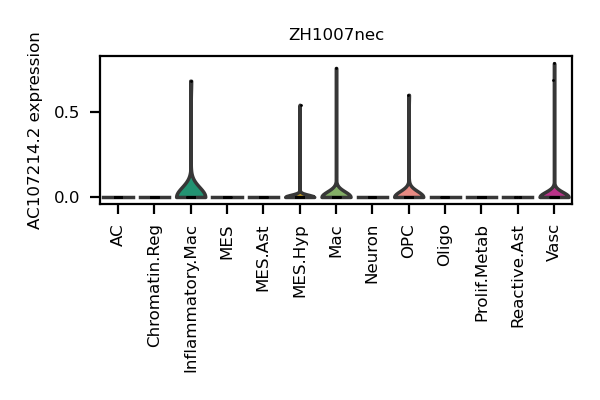 ZH1007nec
AC107214.2 expression
0.5
0.0
AC
Chromatin.Reg
Inflammatory.Mac
MES
MES.Ast
MES.Hyp
Mac
Neuron
OPC
Oligo
Prolif.Metab
Reactive.Ast
Vasc